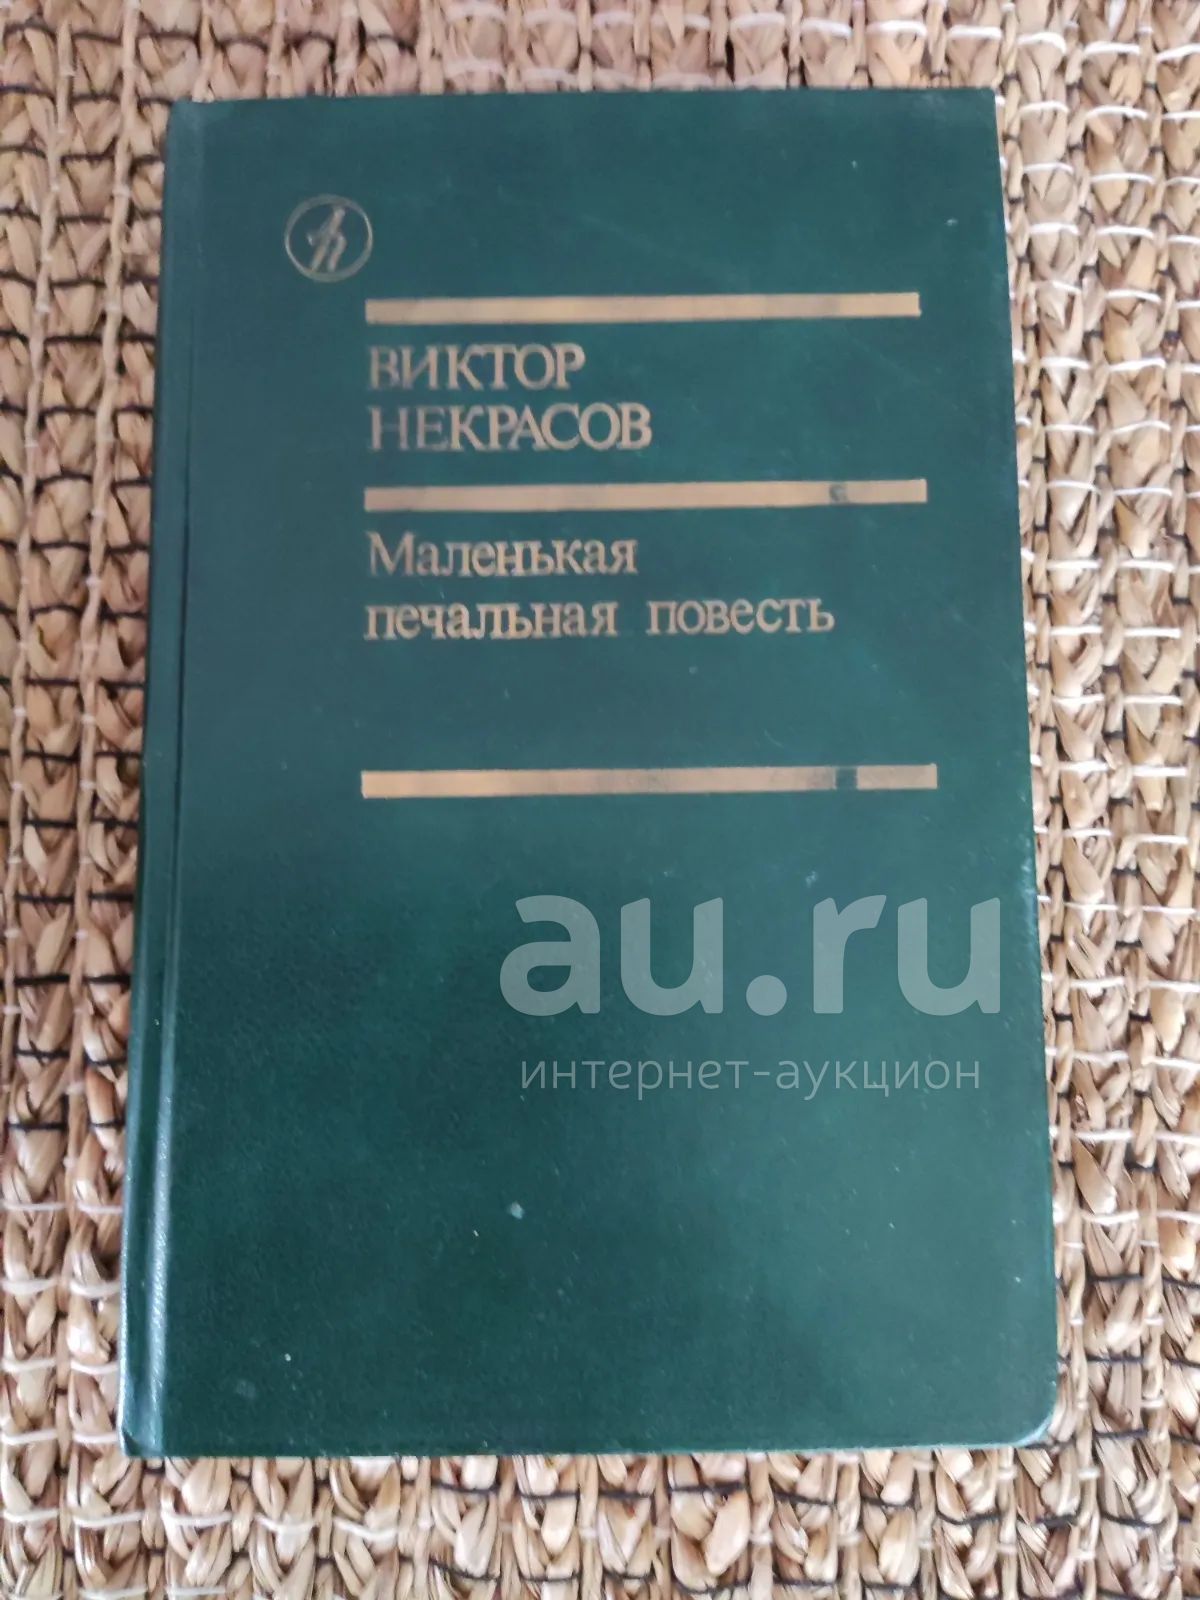 ВИКТОР
НЕКРАСОВ
Маленькая
печальная повесть
au.ru
интернет-аукцион